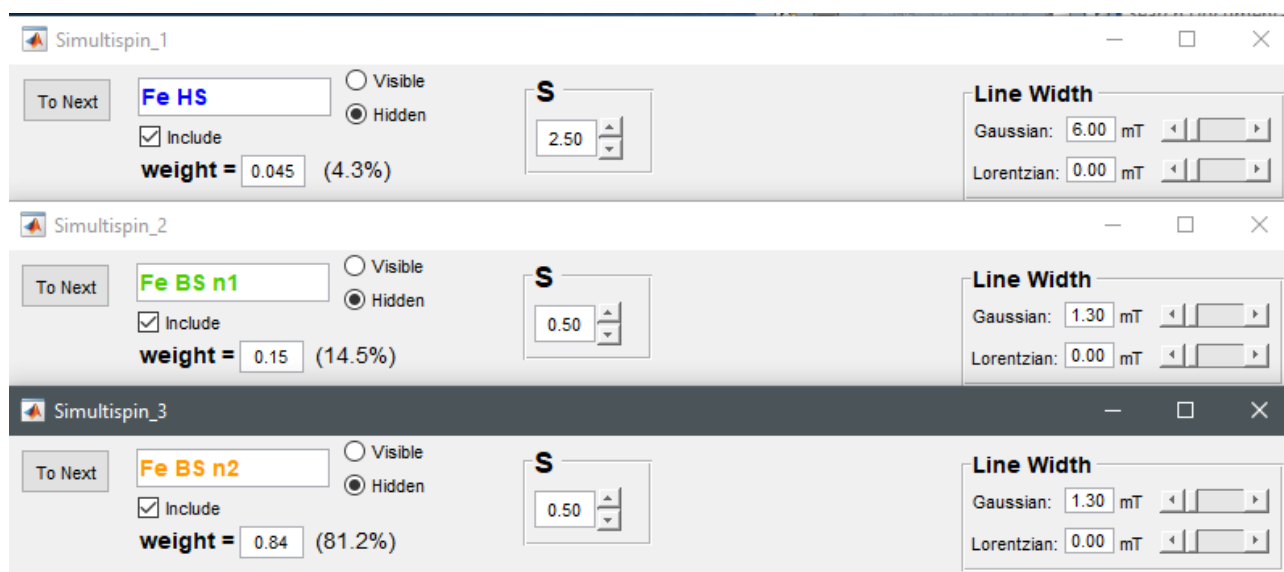 Simultispin_1
To Next
Fe HS
Visible
Hidden
Include
weight = 0.045 (4.3%)
S
2.50
Line Width
Gaussian: 6.00 mT
Lorentzian: 0.00 mT
Simultispin_2
To Next
Fe BS n1
Visible
Hidden
Include
weight = 0.15 (14.5%)
S
0.50
Line Width
Gaussian: 1.30 mT
Lorentzian: 0.00 mT
Simultispin_3
To Next
Fe BS n2
Visible
Hidden
Include
weight = 0.84 (81.2%)
S
0.50
Line Width
Gaussian: 1.30 mT
Lorentzian: 0.00 mT